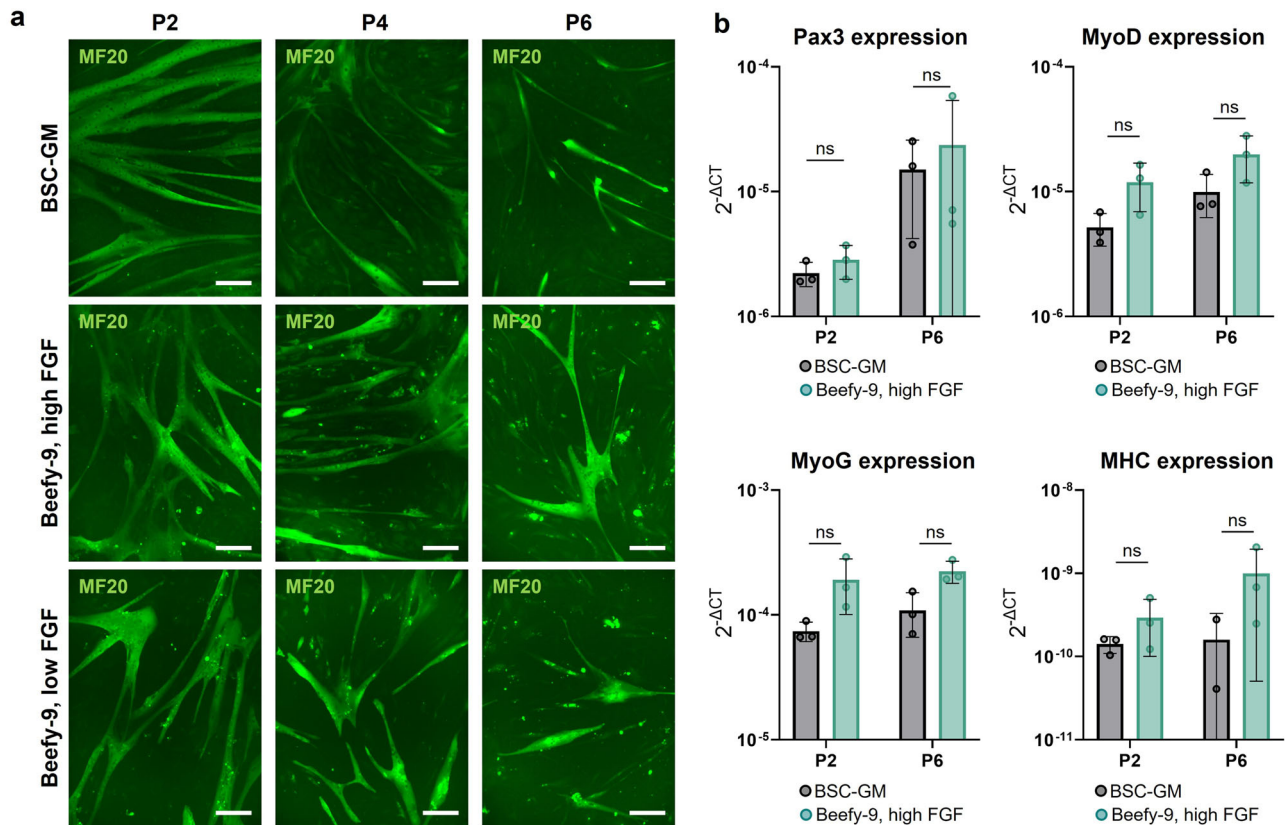 a
P2 P4 P6
BSC-GM
MF20 MF20 MF20
Beefy-9, high FGF
MF20 MF20 MF20
Beefy-9, low FGF
MF20 MF20 MF20
b
Pax3 expression
2^-ΔCT
10^-4
10^-5
10^-6
ns
ns
P2 P6
BSC-GM
Beefy-9, high FGF
MyoD expression
2^-ΔCT
10^-4
10^-5
10^-6
ns
ns
P2 P6
BSC-GM
Beefy-9, high FGF
MyoG expression
2^-ΔCT
10^-3
10^-4
10^-5
ns
ns
P2 P6
BSC-GM
Beefy-9, high FGF
MHC expression
2^-ΔCT
10^-8
10^-9
10^-10
10^-11
ns
ns
P2 P6
BSC-GM
Beefy-9, high FGF